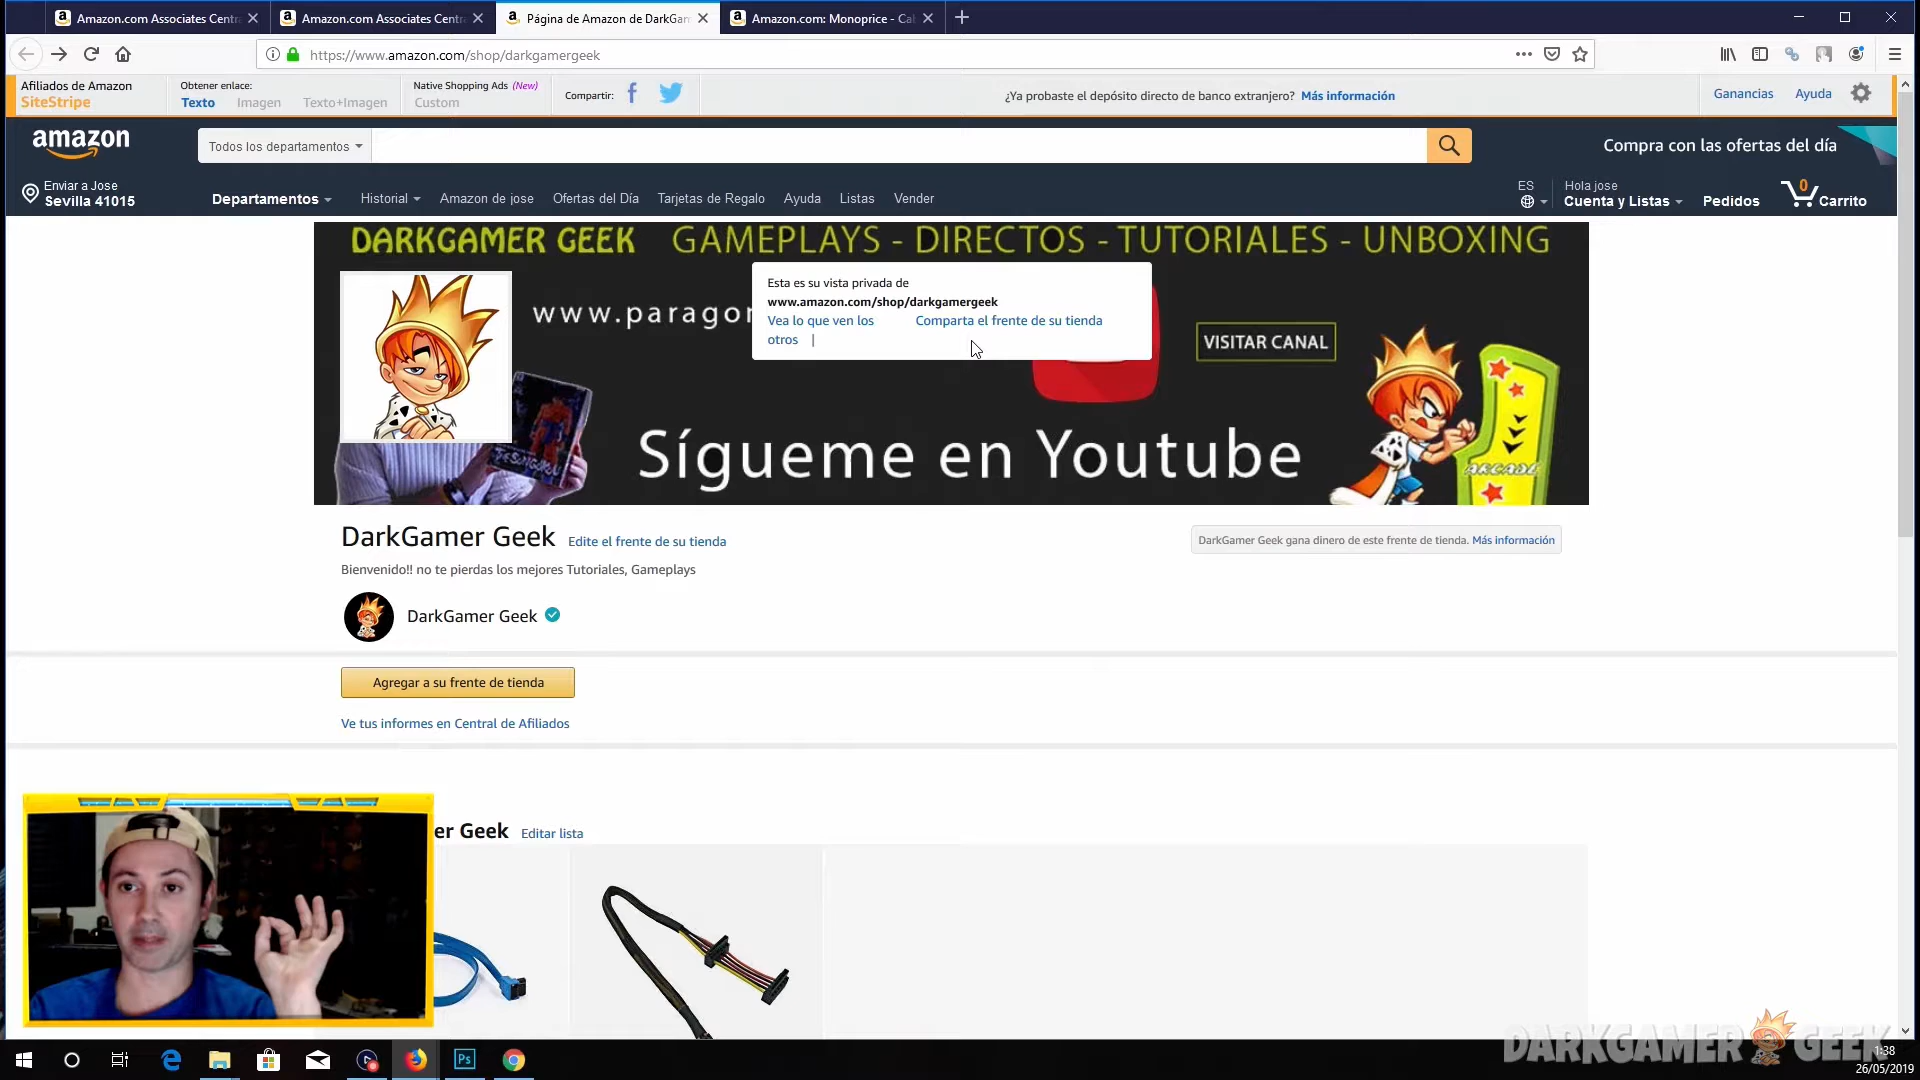 Amazon.com Associates Centr
Amazon.com Associates Centr
Página de Amazon de DarkGam
Amazon.com: Monoprice - Cab
https://www.amazon.com/shop/darkgamergeek
Afiliados de Amazon
SiteStripe
Obtener enlace:
Texto Imagen Texto+Imagen
Native Shopping Ads (New)
Custom
Compartir:
¿Ya probaste el depósito directo de banco extranjero? Más información
Ganancias Ayuda
amazon
Todos los departamentos
Compra con las ofertas del día
Enviar a Jose
Sevilla 41015
Departamentos Historial Amazon de jose Ofertas del Día Tarjetas de Regalo Ayuda Listas Vender
ES
Hola jose
Cuenta y Listas
Pedidos
0
Carrito
DARKGAMER GEEK GAMEPLAYS - DIRECTOS - TUTORIALES - UNBOXING
www.paragon
Esta es su vista privada de
www.amazon.com/shop/darkgamergeek
Vea lo que ven los otros | Comparta el frente de su tienda
VISITAR CANAL
Sígueme en Youtube
ARCADE
DarkGamer Geek Edite el frente de su tienda
DarkGamer Geek gana dinero de este frente de tienda. Más información
Bienvenido!! no te pierdas los mejores Tutoriales, Gameplays
DarkGamer Geek
Agregar a su frente de tienda
Ve tus informes en Central de Afiliados
er Geek Editar lista
Ps
DARKGAMER GEEK
1:38
26/05/2019